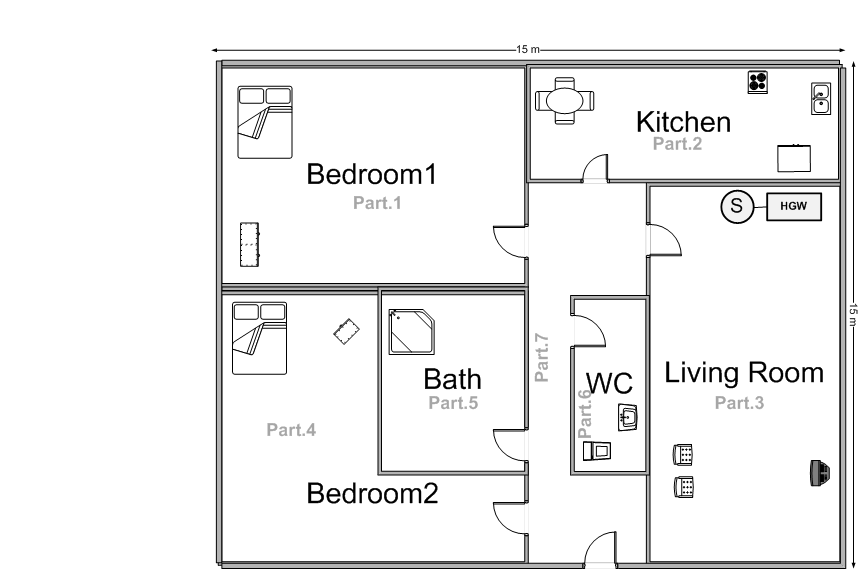 15 m
Kitchen
Part.2
Bedroom1
Part.1
S
HGW
15 m
Part.7
WC
Part.6
Living Room
Part.3
Bath
Part.5
Part.4
Bedroom2